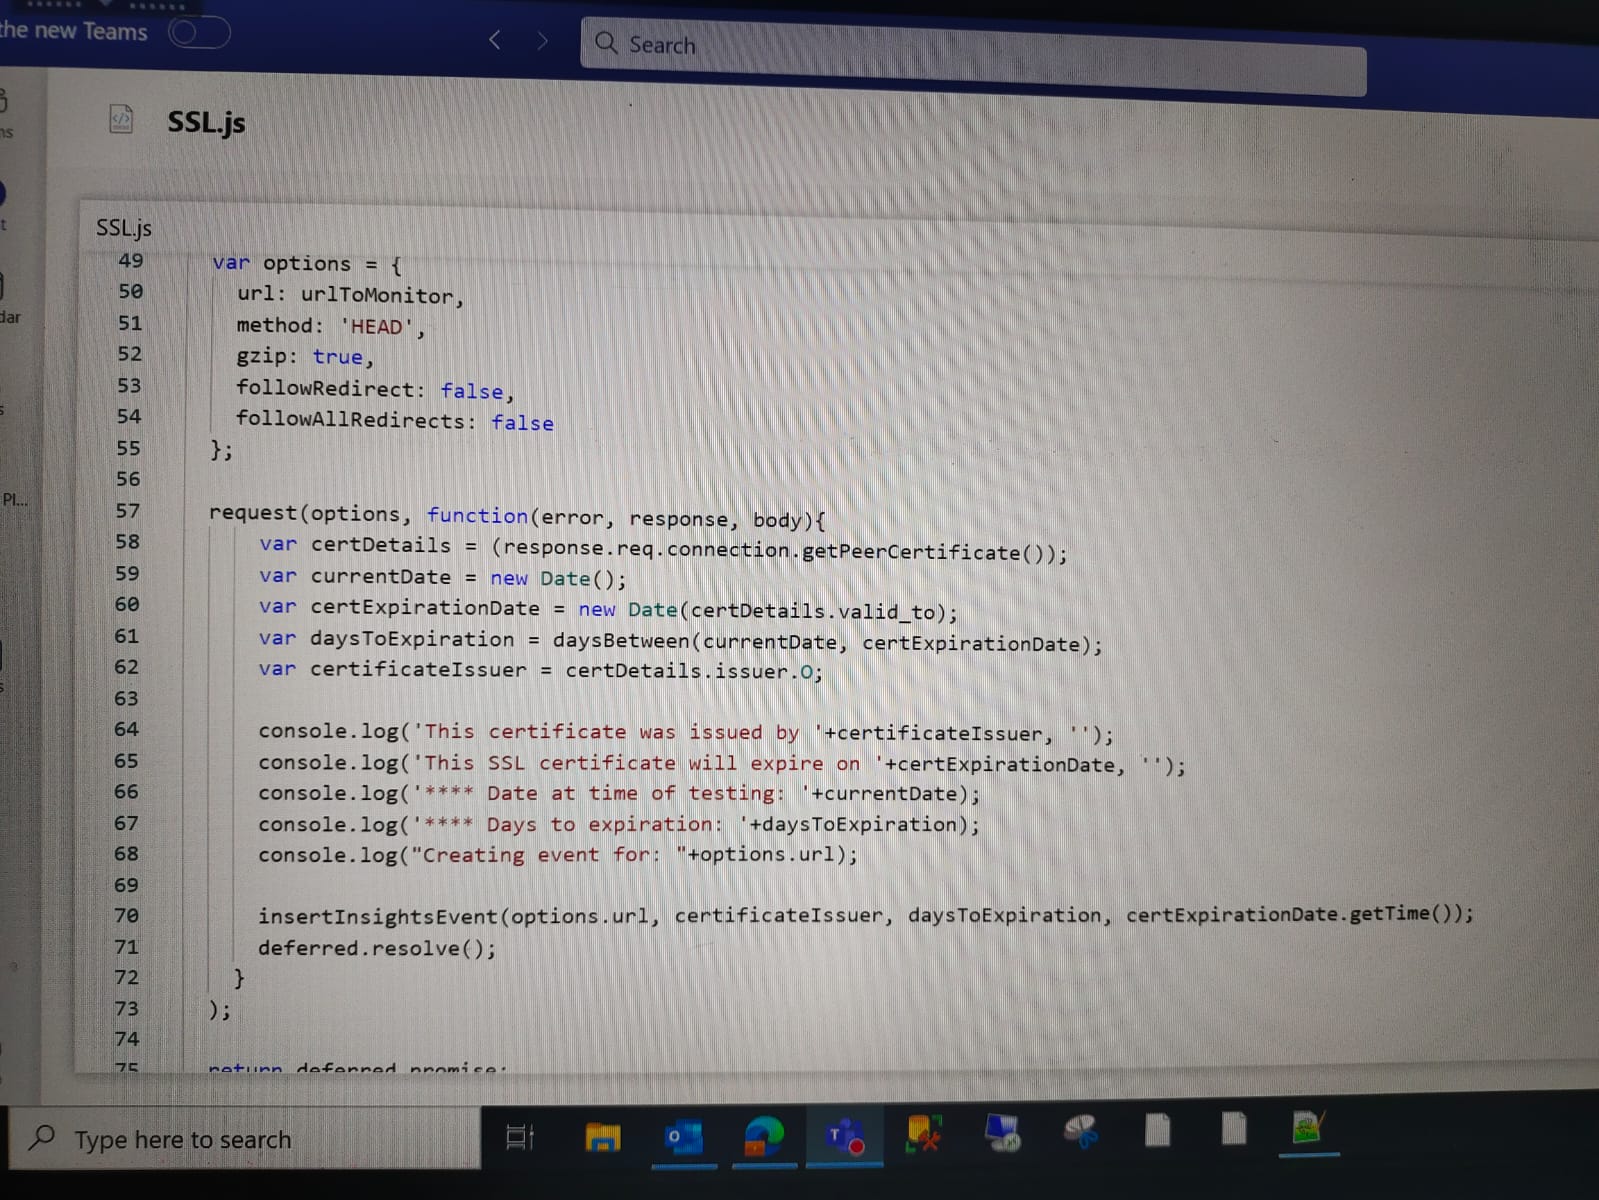 the new Teams
Search
SSL.js
SSL.js
49 var options = {
50 url: urlToMonitor,
51 method: 'HEAD',
52 gzip: true,
53 followRedirect: false,
54 followAllRedirects: false
55 };
56
57 request(options, function(error, response, body){
58 var certDetails = (response.req.connection.getPeerCertificate());
59 var currentDate = new Date();
60 var certExpirationDate = new Date(certDetails.valid_to);
61 var daysToExpiration = daysBetween(currentDate, certExpirationDate);
62 var certificateIssuer = certDetails.issuer.O;
63
64 console.log('This certificate was issued by '+certificateIssuer, '');
65 console.log('This SSL certificate will expire on '+certExpirationDate, '');
66 console.log('**** Date at time of testing: '+currentDate);
67 console.log('**** Days to expiration: '+daysToExpiration);
68 console.log("Creating event for: "+options.url);
69
70 insertInsightsEvent(options.url, certificateIssuer, daysToExpiration, certExpirationDate.getTime());
71 deferred.resolve();
72 }
73 );
74
75 return deferred promise;
Pl...
Type here to search